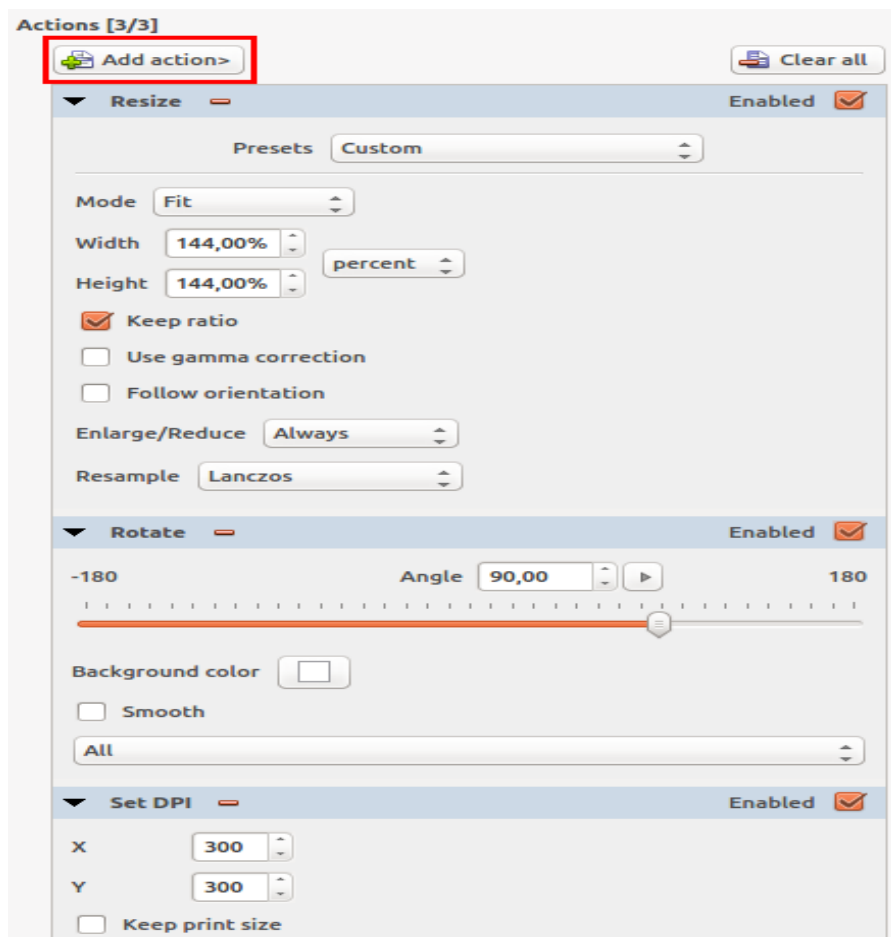 Actions [3/3]
Add action> Clear all
Resize Enabled
Presets Custom
Mode Fit
Width 144,00%
percent
Height 144,00%
Keep ratio
Use gamma correction
Follow orientation
Enlarge/Reduce Always
Resample Lanczos
Rotate Enabled
-180 Angle 90,00 180
Background color
Smooth
All
Set DPI Enabled
X 300
Y 300
Keep print size